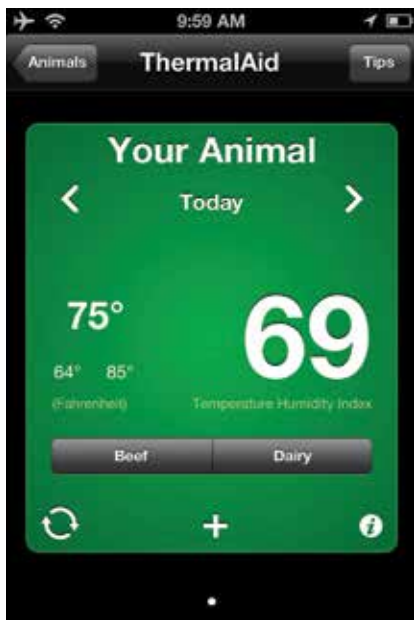 9:59 AM
Animals ThermalAid Tips
Your Animal
Today
75°
69
64° 85°
(Fahrenheit) Temperature Humidity Index
Beef Dairy